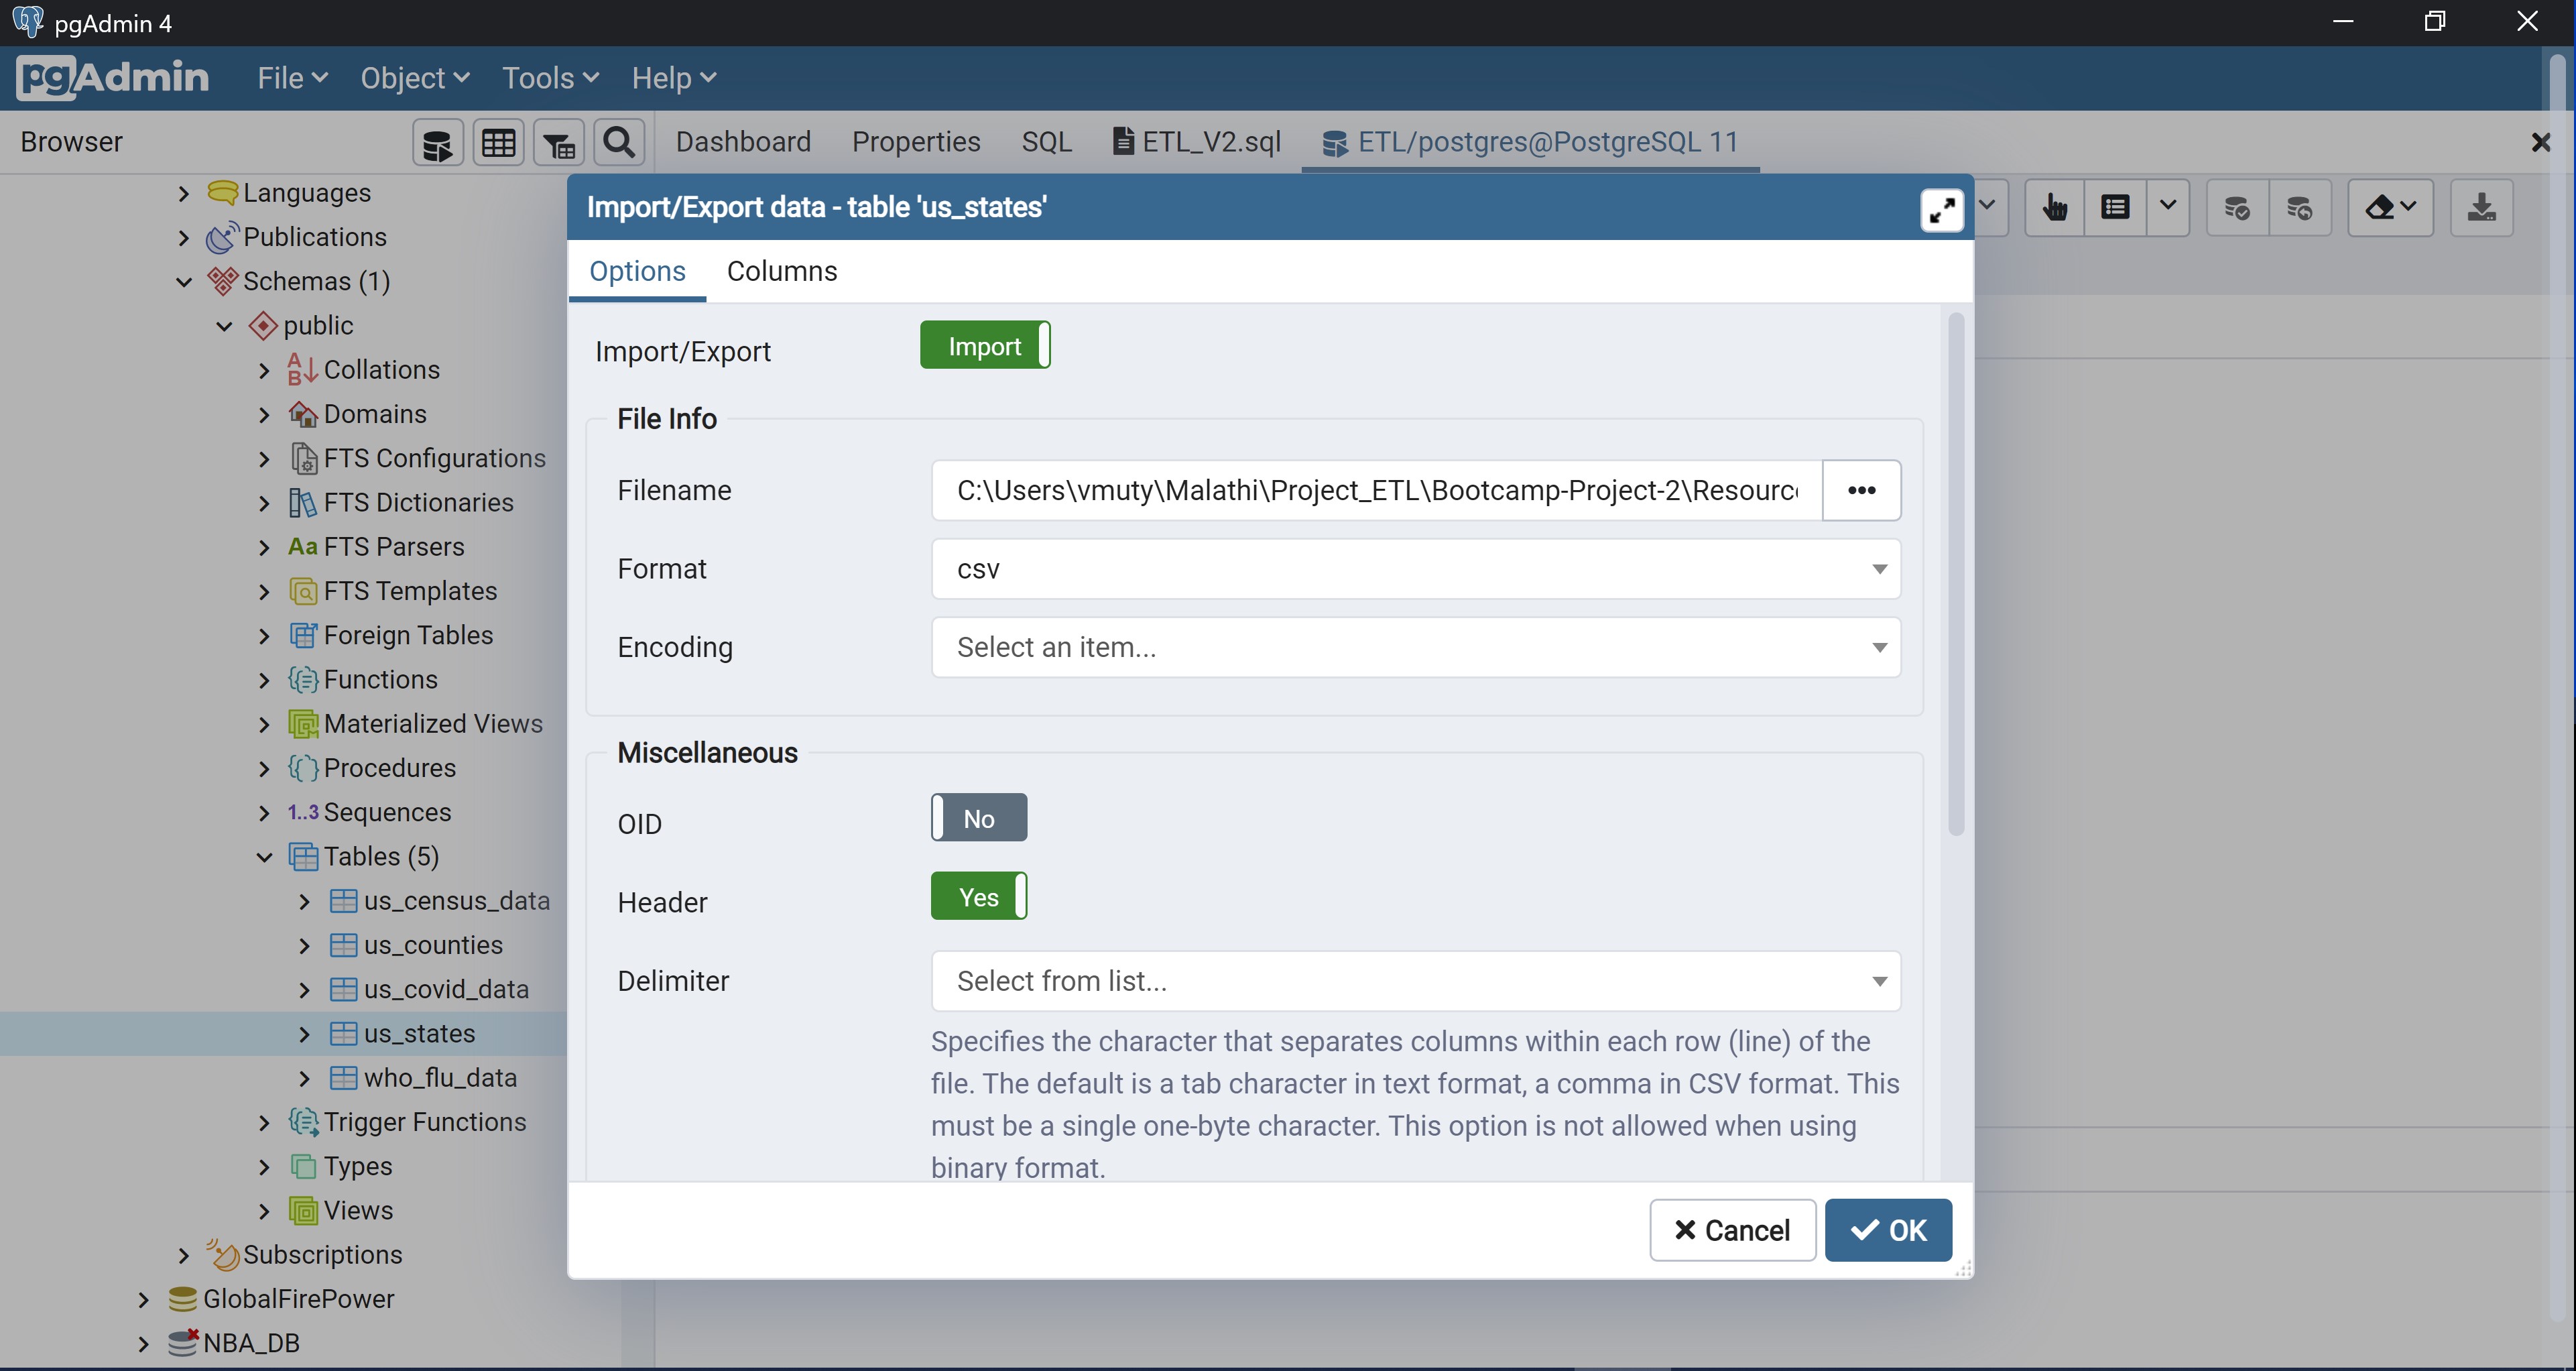 pgAdmin 4
pgAdmin File Object Tools Help
Browser Dashboard Properties SQL ETL_V2.sql ETL/postgres@PostgreSQL 11
Languages
Publications
Schemas (1)
public
Collations
Domains
FTS Configurations
FTS Dictionaries
Aa FTS Parsers
FTS Templates
Foreign Tables
Functions
Materialized Views
Procedures
1..3 Sequences
Tables (5)
us_census_data
us_counties
us_covid_data
us_states
who_flu_data
Trigger Functions
Types
Views
Subscriptions
GlobalFirePower
NBA_DB
Import/Export data - table 'us_states'
Options Columns
Import/Export Import
File Info
Filename C:\Users\vmuty\Malathi\Project_ETL\Bootcamp-Project-2\Resourc
Format csv
Encoding Select an item...
Miscellaneous
OID No
Header Yes
Delimiter Select from list...
Specifies the character that separates columns within each row (line) of the
file. The default is a tab character in text format, a comma in CSV format. This
must be a single one-byte character. This option is not allowed when using
binary format.
Cancel OK